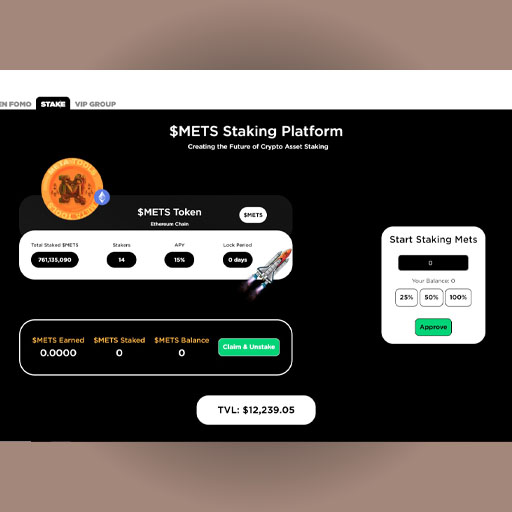 EN FOMO STAKE VIP GROUP
$METS Staking Platform
Creating the Future of Crypto Asset Staking
META TOOLS
M
$METS Token
$METS
Ethereum Chain
Total Staked $METS Stakers APY Lock Period
761,135,090 14 15% 0 days
Start Staking Mets
0
Your Balance: 0
25% 50% 100%
Approve
$METS Earned $METS Staked $METS Balance
0.0000 0 0
Claim & Unstake
TVL: $12,239.05